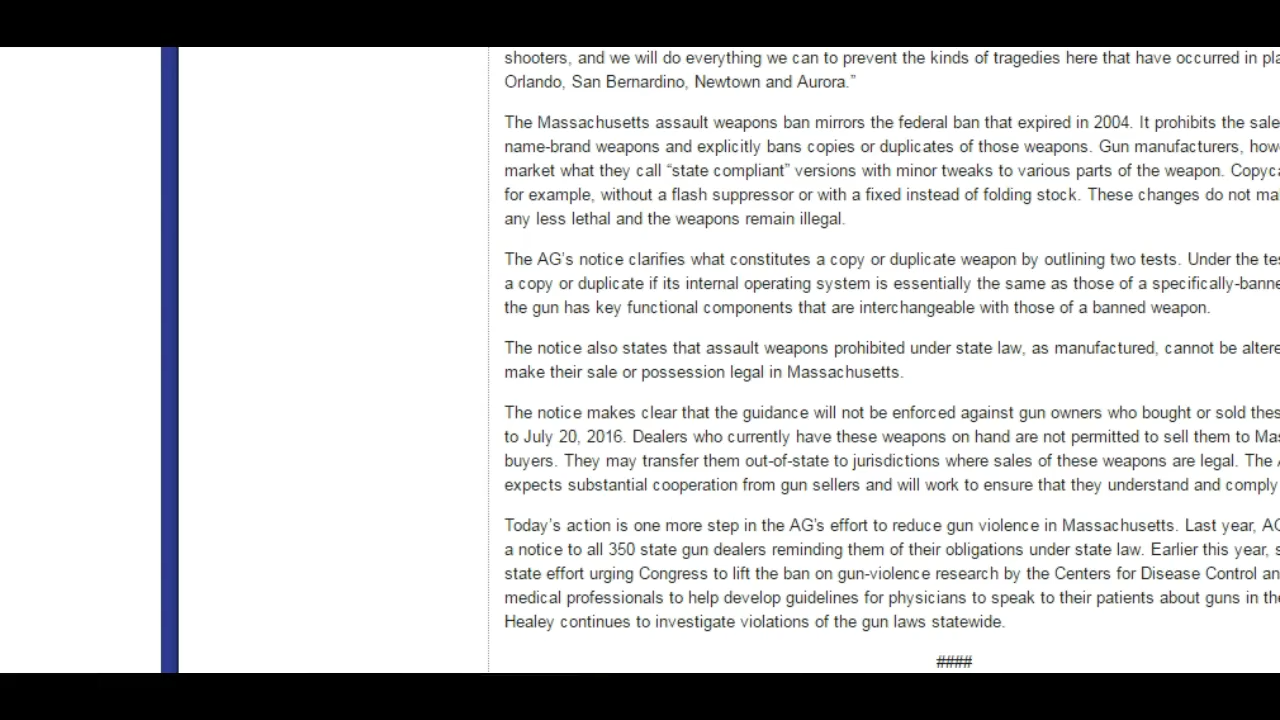 shooters, and we will do everything we can to prevent the kinds of tragedies here that have occurred in
Orlando, San Bernardino, Newtown and Aurora.”
The Massachusetts assault weapons ban mirrors the federal ban that expired in 2004. It prohibits the sale
name-brand weapons and explicitly bans copies or duplicates of those weapons. Gun manufacturers,
market what they call “state compliant” versions with minor tweaks to various parts of the weapon.
for example, without a flash suppressor or with a fixed instead of folding stock. These changes do not
any less lethal and the weapons remain illegal.
The AG’s notice clarifies what constitutes a copy or duplicate weapon by outlining two tests. Under the
a copy or duplicate if its internal operating system is essentially the same as those of a
the gun has key functional components that are interchangeable with those of a banned weapon.
The notice also states that assault weapons prohibited under state law, as manufactured, cannot be
make their sale or possession legal in Massachusetts.
The notice makes clear that the guidance will not be enforced against gun owners who bought or sold
to July 20, 2016. Dealers who currently have these weapons on hand are not permitted to sell them to
buyers. They may transfer them out-of-state to jurisdictions where sales of these weapons are legal. The
expects substantial cooperation from gun sellers and will work to ensure that they understand and comply
Today’s action is one more step in the AG’s effort to reduce gun violence in Massachusetts. Last year,
a notice to all 350 state gun dealers reminding them of their obligations under state law. Earlier this year,
state effort urging Congress to lift the ban on gun-violence research by the Centers for Disease Control
medical professionals to help develop guidelines for physicians to speak to their patients about guns in
Healey continues to investigate violations of the gun laws statewide.
####